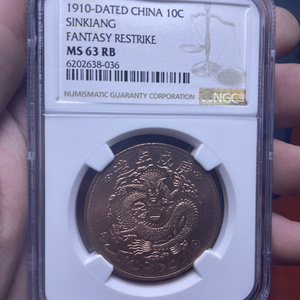 1910-DATED CHINA 10C
SINKIANG
FANTASY RESTRIKE
MS 63 RB
6202638-036
NUMISMATIC GUARANTY CORPORATION
NGC